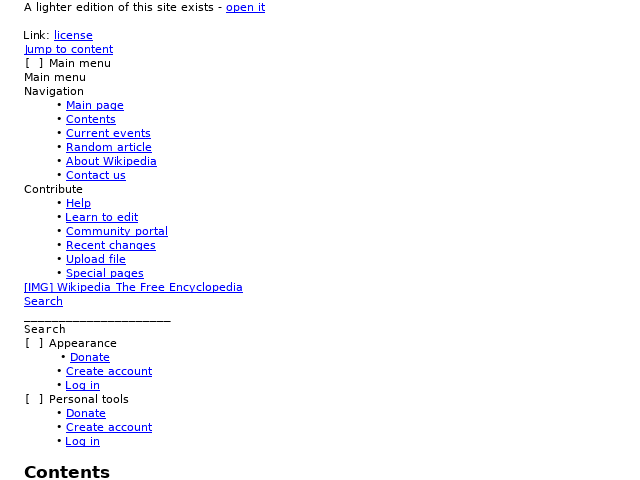 A lighter edition of this site exists - open it
Link: license
Jump to content
[ ] Main menu
Main menu
Navigation
• Main page
• Contents
• Current events
• Random article
• About Wikipedia
• Contact us
Contribute
• Help
• Learn to edit
• Community portal
• Recent changes
• Upload file
• Special pages
[IMG] Wikipedia The Free Encyclopedia
Search
_____________________
Search
[ ] Appearance
• Donate
• Create account
• Log in
[ ] Personal tools
• Donate
• Create account
• Log in
Contents